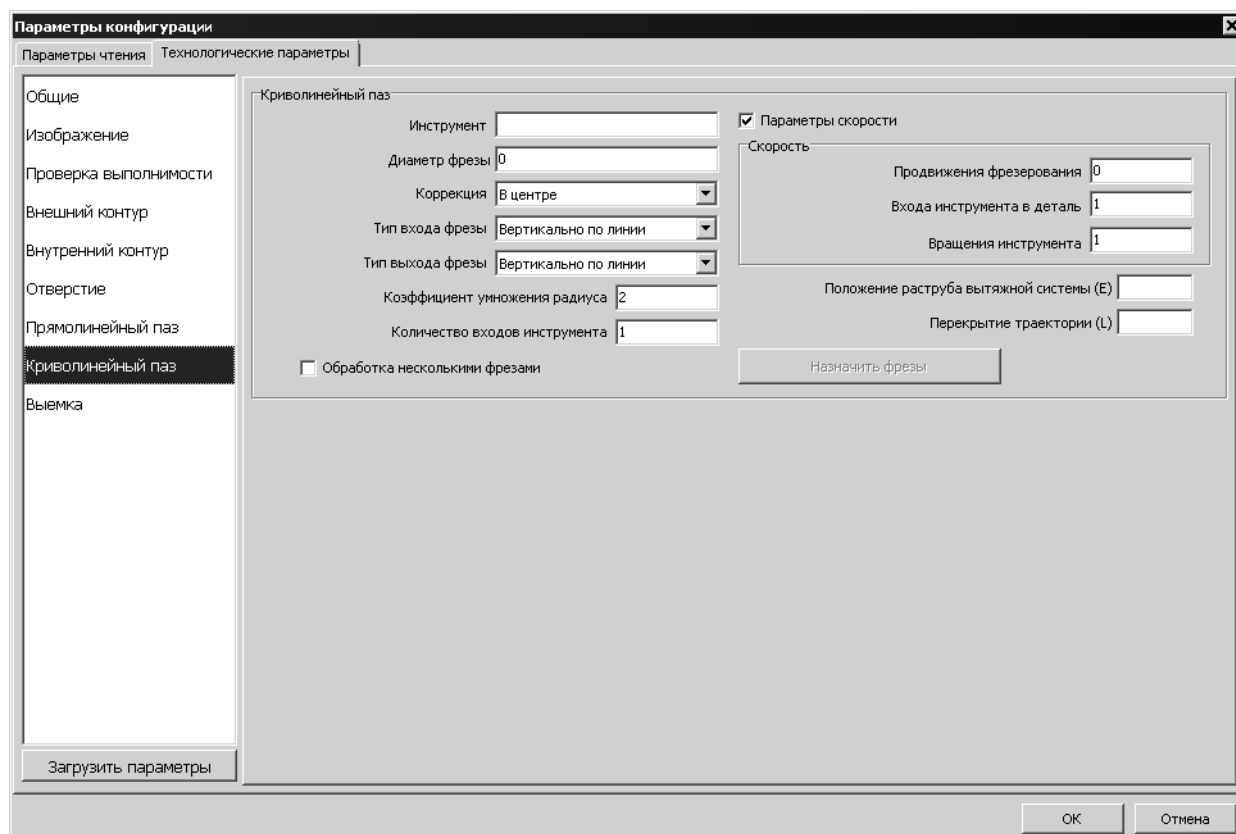 Параметры конфигурации
Параметры чтения
Технологические параметры
Общие
Изображение
Проверка выполнимости
Внешний контур
Внутренний контур
Отверстие
Прямолинейный паз
Криволинейный паз
Выемка
Загрузить параметры
Криволинейный паз
Инструмент
Диаметр фрезы 0
Коррекция В центре
Тип входа фрезы Вертикально по линии
Тип выхода фрезы Вертикально по линии
Коэффициент умножения радиуса 2
Количество входов инструмента 1
Обработка несколькими фрезами
Параметры скорости
Скорость
Продвижения фрезерования 0
Входа инструмента в деталь 1
Вращения инструмента 1
Положение раструба вытяжной системы (E)
Перекрытие траектории (L)
Назначить фрезы
OK
Отмена